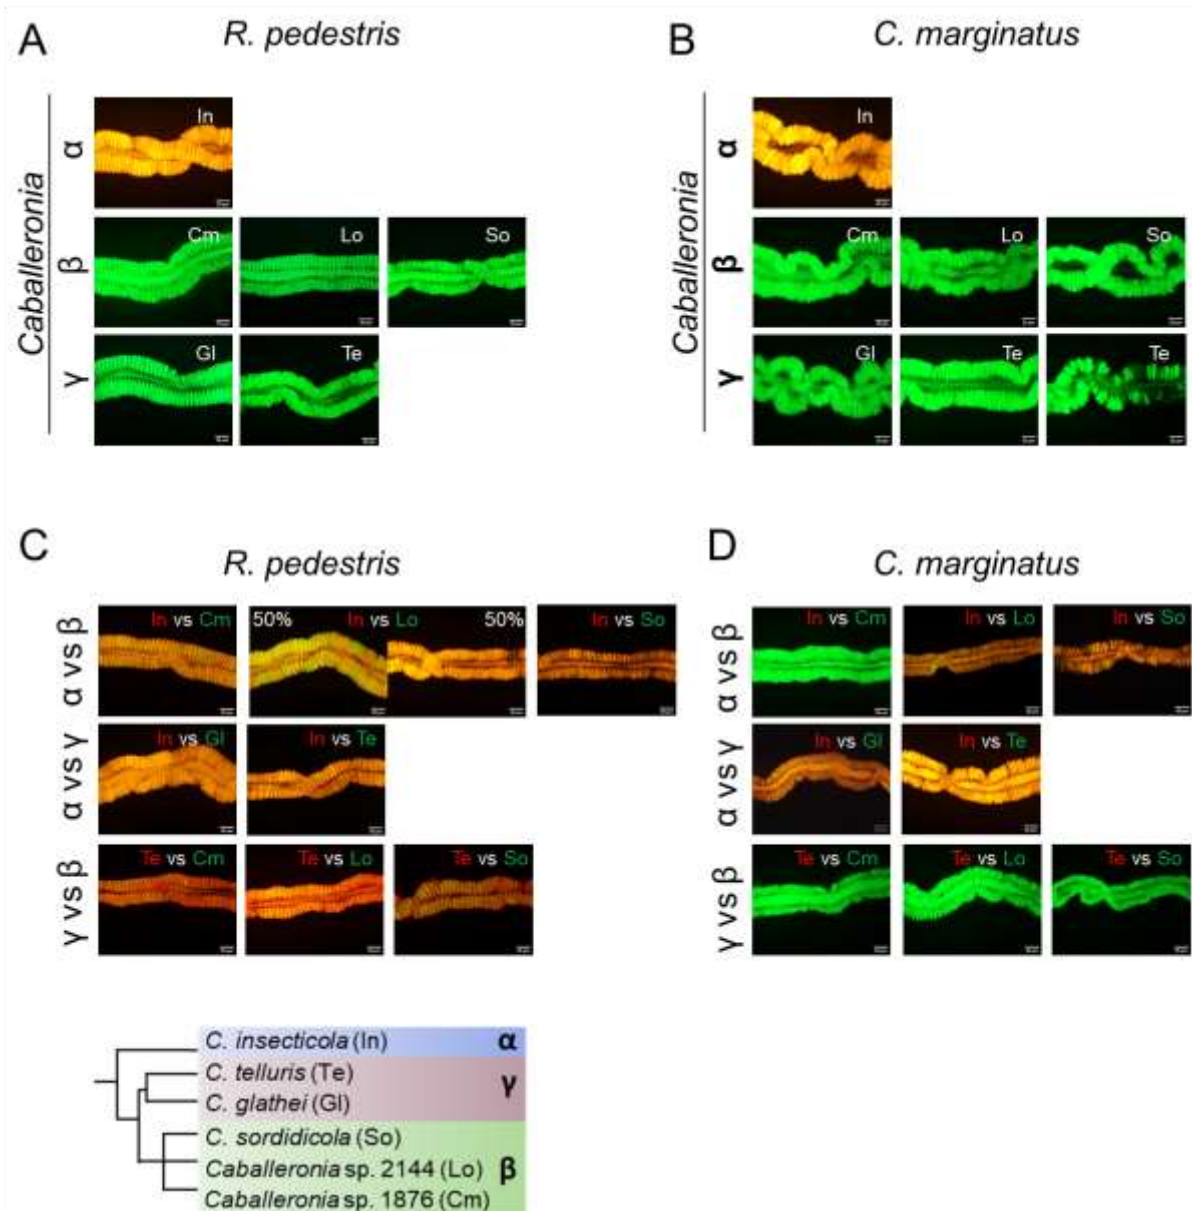 A
R. pedestris
B
C. marginatus
Caballeronia
α
In
β
Cm
Lo
So
γ
Gl
Te
Caballeronia
α
In
β
Cm
Lo
So
γ
Gl
Te
Te
C
R. pedestris
D
C. marginatus
α vs β
In vs Cm
50% In vs Lo 50%
In vs So
α vs γ
In vs Gl
In vs Te
γ vs β
Te vs Cm
Te vs Lo
Te vs So
α vs β
In vs Cm
In vs Lo
In vs So
α vs γ
In vs Gl
In vs Te
γ vs β
Te vs Cm
Te vs Lo
Te vs So
C. insecticola (In) α
C. telluris (Te)
γ
C. glathei (Gl)
C. sordidicola (So)
Caballeronia sp. 2144 (Lo) β
Caballeronia sp. 1876 (Cm)